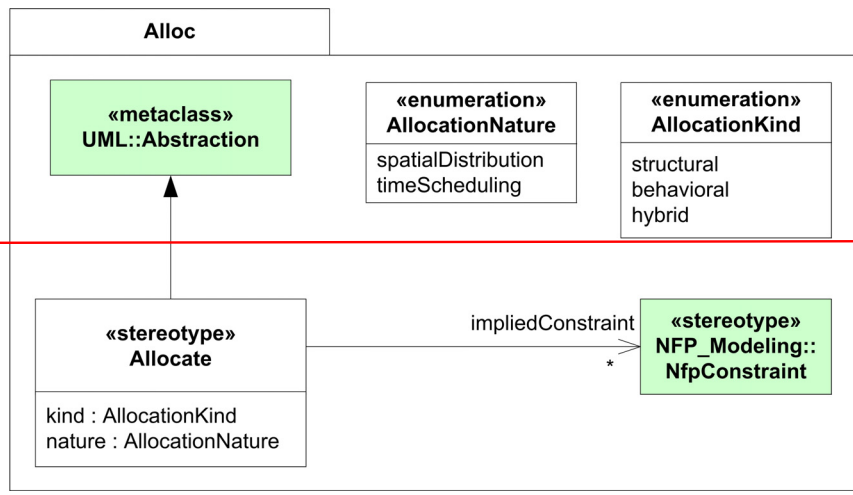 Alloc
«metaclass»
UML::Abstraction
«enumeration»
AllocationNature
spatialDistribution
timeScheduling
«enumeration»
AllocationKind
structural
behavioral
hybrid
«stereotype»
Allocate
kind : AllocationKind
nature : AllocationNature
impliedConstraint
*
«stereotype»
NFP_Modeling::
NfpConstraint